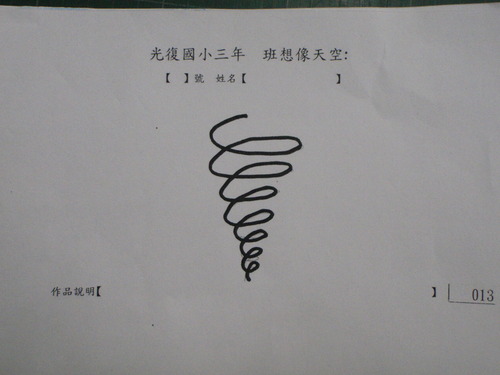 光復國小三年　班想像天空:
【　】號　姓名【　　　　　　】
作品說明【　　　　　　】 013